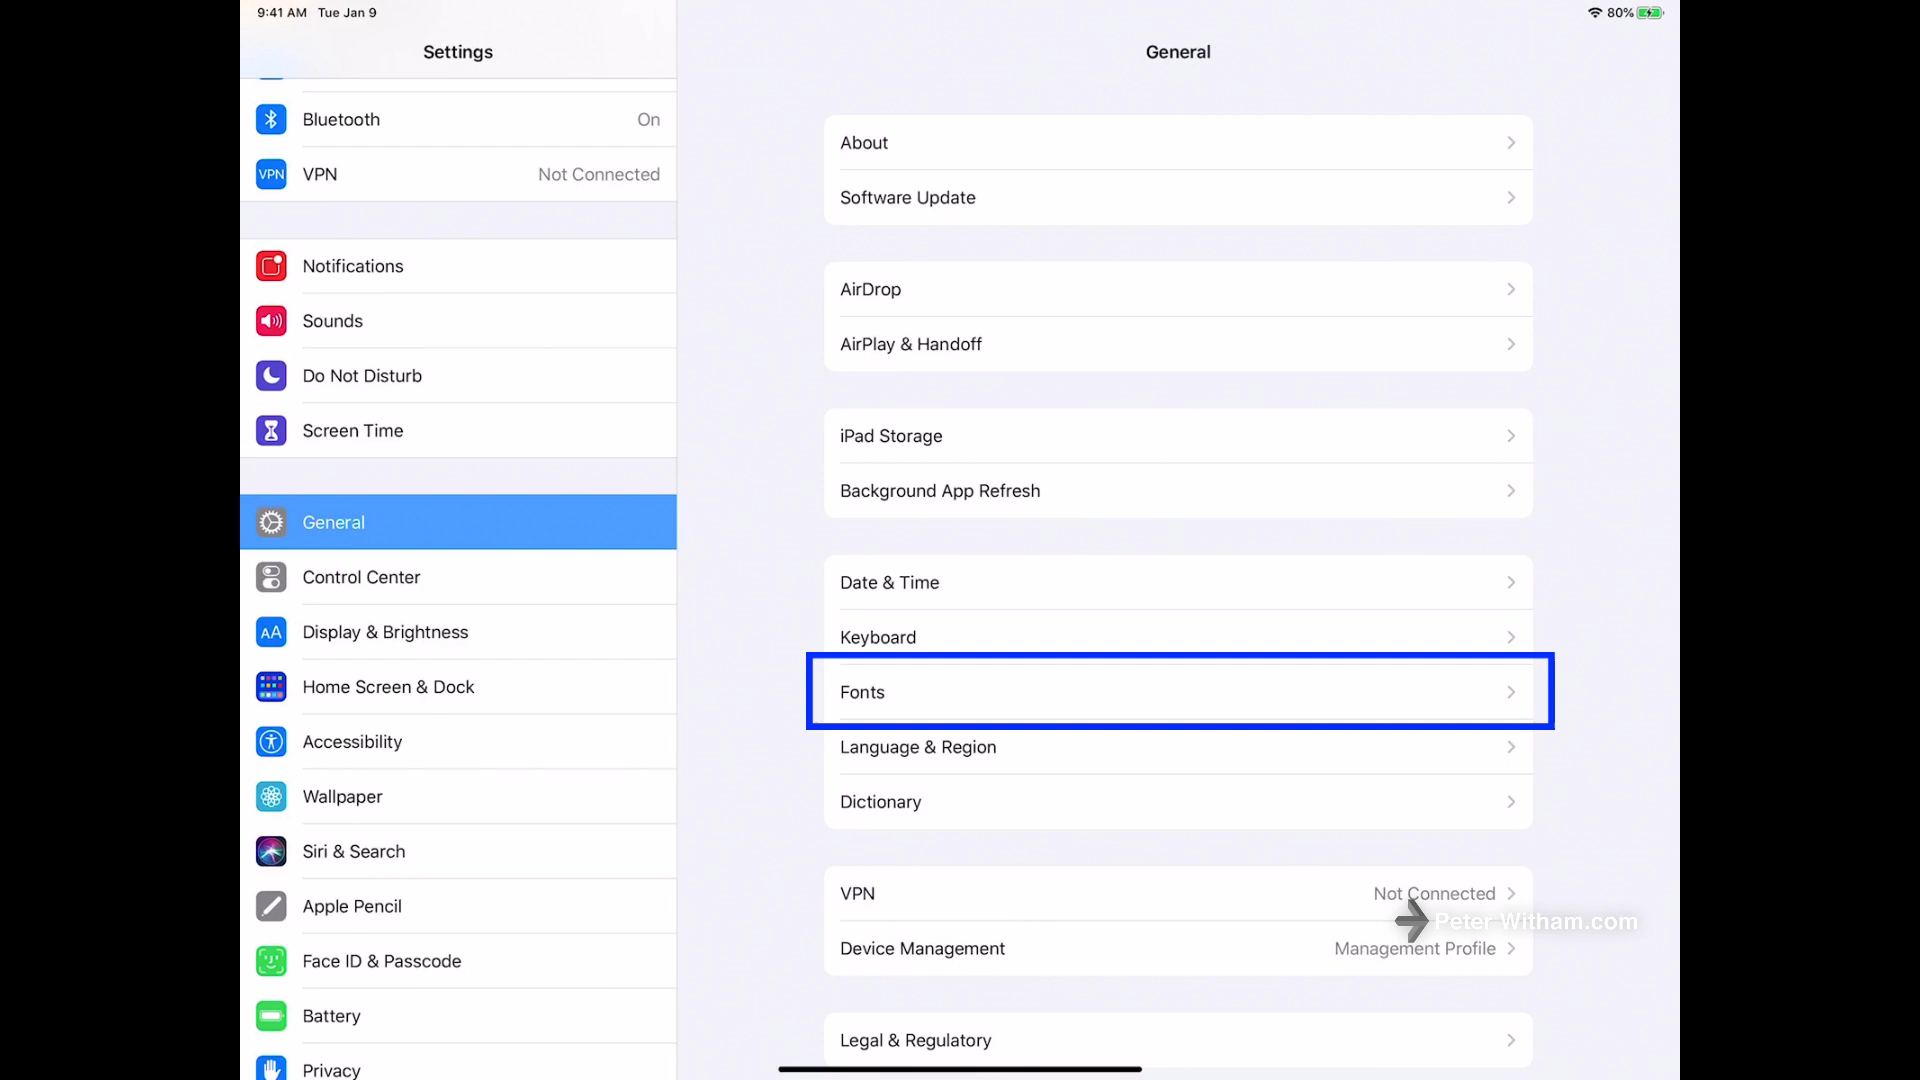 9:41 AM Tue Jan 9
80%
Settings
Bluetooth On
VPN VPN Not Connected
Notifications
Sounds
Do Not Disturb
Screen Time
General
Control Center
AA Display & Brightness
Home Screen & Dock
Accessibility
Wallpaper
Siri & Search
Apple Pencil
Face ID & Passcode
Battery
Privacy
General
About
Software Update
AirDrop
AirPlay & Handoff
iPad Storage
Background App Refresh
Date & Time
Keyboard
Fonts
Language & Region
Dictionary
VPN Not Connected
Peter Witham.com
Device Management Management Profile
Legal & Regulatory